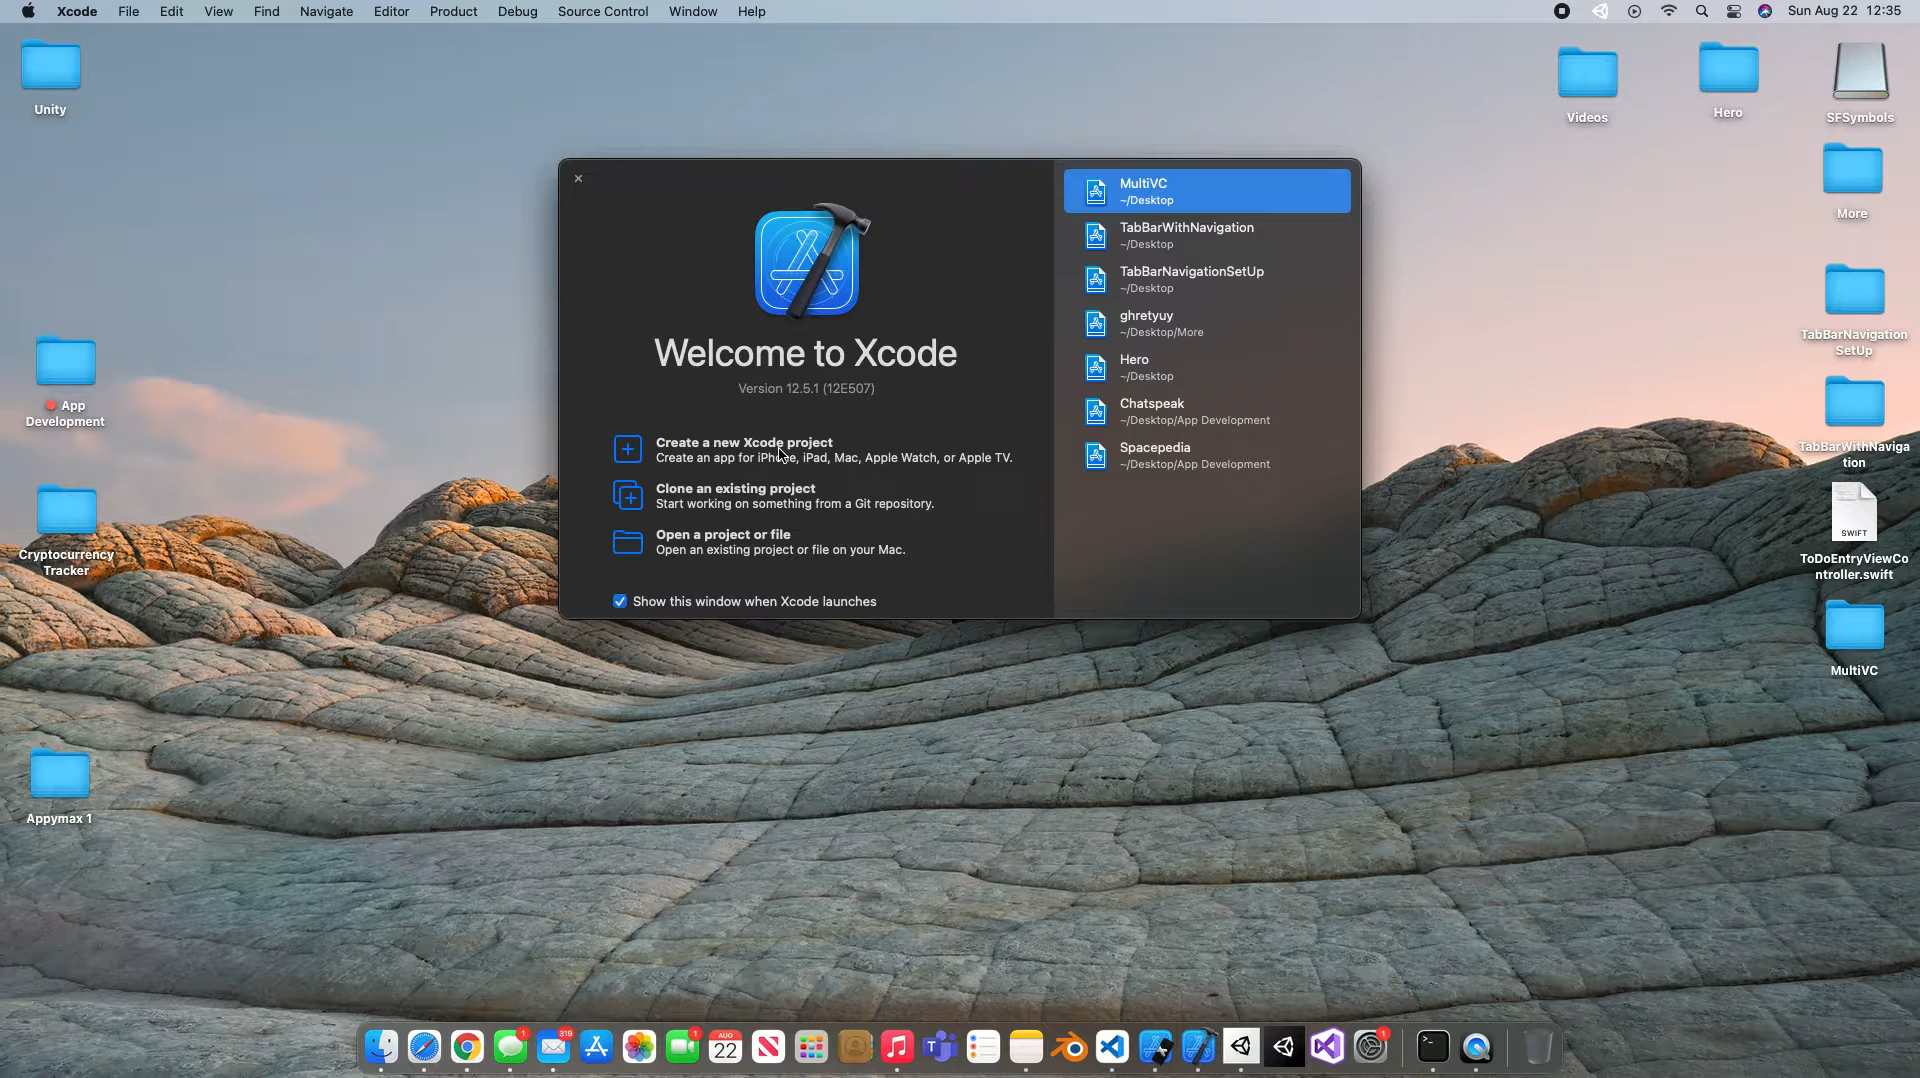 Xcode File Edit View Find Navigate Editor Product Debug Source Control Window Help
Sun Aug 22 12:35
Unity
Videos
Hero
SFSymbols
More
TabBarNavigation
SetUp
TabBarWithNaviga
tion
SWIFT
ToDoEntryViewCo
ntroller.swift
MultiVC
App
Development
Cryptocurrency
Tracker
Appymax 1
Welcome to Xcode
Version 12.5.1 (12E507)
Create a new Xcode project
Create an app for iPhone, iPad, Mac, Apple Watch, or Apple TV.
Clone an existing project
Start working on something from a Git repository.
Open a project or file
Open an existing project or file on your Mac.
Show this window when Xcode launches
MultiVC
~/Desktop
TabBarWithNavigation
~/Desktop
TabBarNavigationSetUp
~/Desktop
ghretyuy
~/Desktop/More
Hero
~/Desktop
Chatspeak
~/Desktop/App Development
Spacepedia
~/Desktop/App Development
1
319
1
AUG
22
T
1
>_